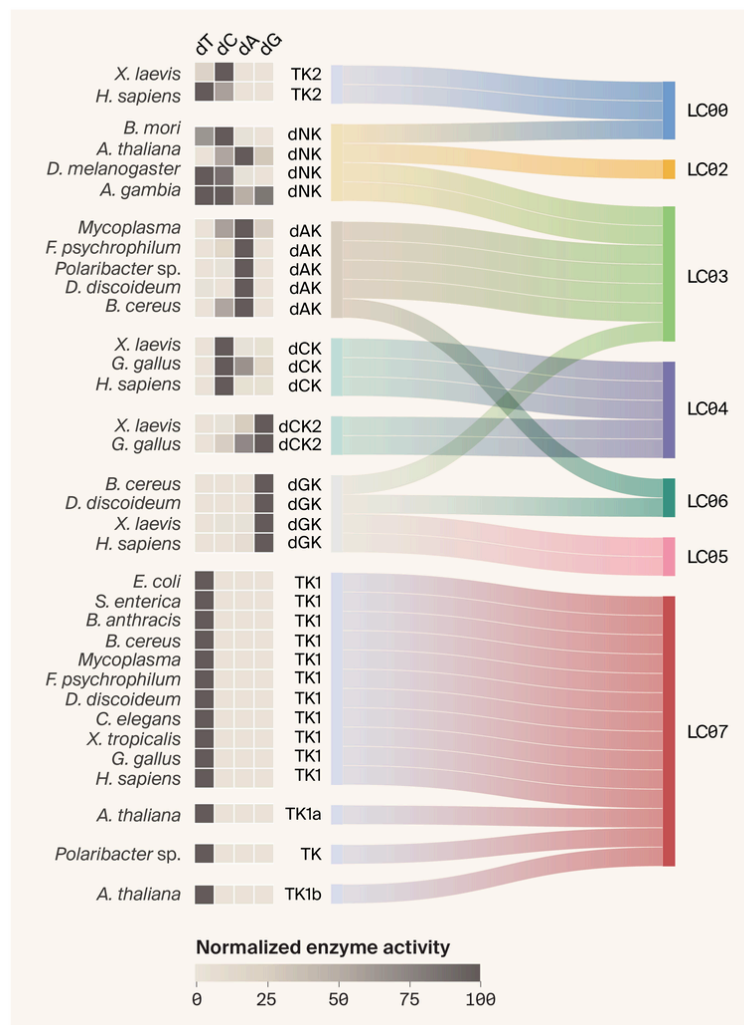 dT dC dA dG
X. laevis TK2
H. sapiens TK2
LC00
B. mori dNK
A. thaliana dNK
D. melanogaster dNK
A. gambia dNK
LC02
Mycoplasma dAK
F. psychrophilum dAK
Polaribacter sp. dAK
D. discoideum dAK
B. cereus dAK
LC03
X. laevis dCK
G. gallus dCK
H. sapiens dCK
LC04
X. laevis dCK2
G. gallus dCK2
B. cereus dGK
D. discoideum dGK
X. laevis dGK
H. sapiens dGK
LC06
LC05
E. coli TK1
S. enterica TK1
B. anthracis TK1
B. cereus TK1
Mycoplasma TK1
F. psychrophilum TK1
D. discoideum TK1
C. elegans TK1
X. tropicalis TK1
G. gallus TK1
H. sapiens TK1
LC07
A. thaliana TK1a
Polaribacter sp. TK
A. thaliana TK1b
Normalized enzyme activity
0 25 50 75 100